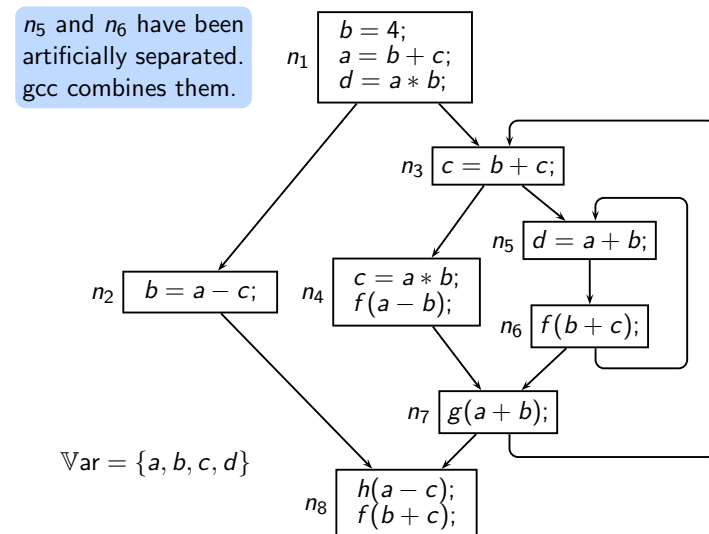 n5 and n6 have been
artificially separated.
gcc combines them.
n1
b = 4;
a = b + c;
d = a ∗ b;
n3
c = b + c;
n5
d = a + b;
n2
b = a − c;
n4
c = a ∗ b;
f(a − b);
n6
f(b + c);
n7
g(a + b);
𝕍ar = {a, b, c, d}
n8
h(a − c);
f(b + c);